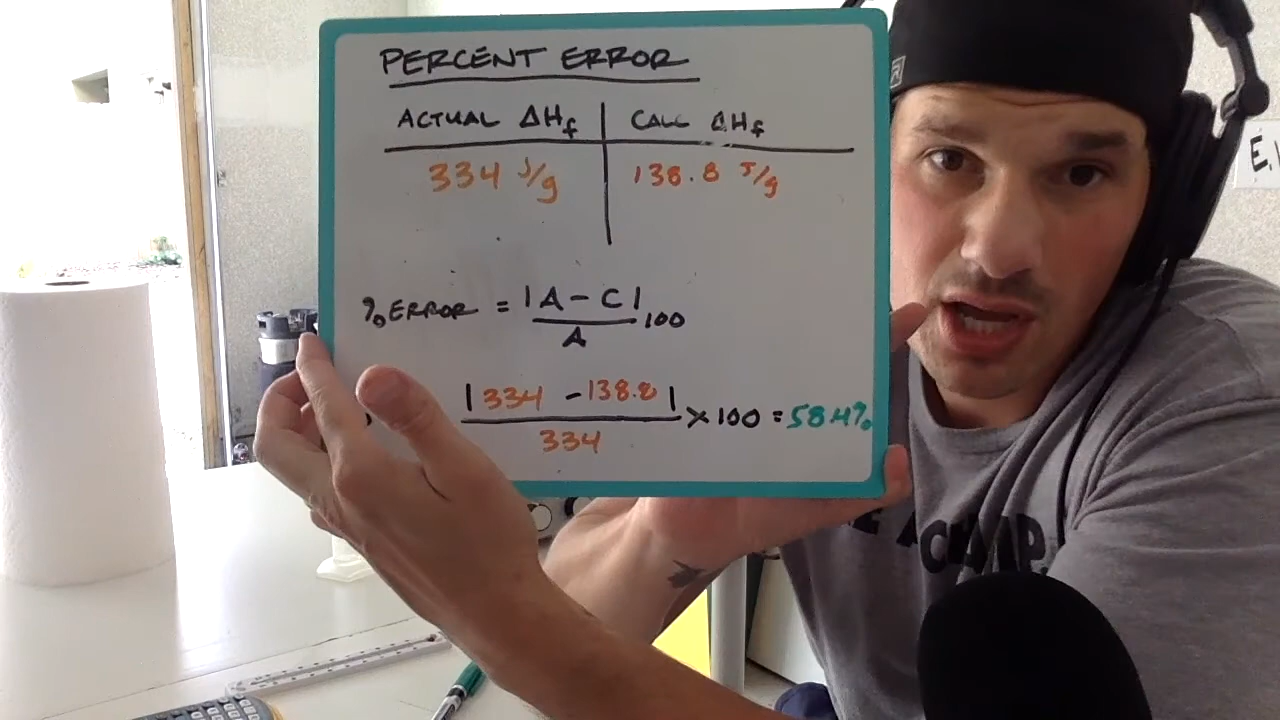 PERCENT ERROR
ACTUAL ΔHf CALC ΔHf
334 J/g 138.8 J/g
% ERROR = |A - C| / A · 100
|334 - 138.8| / 334 × 100 = 58.4%
E.